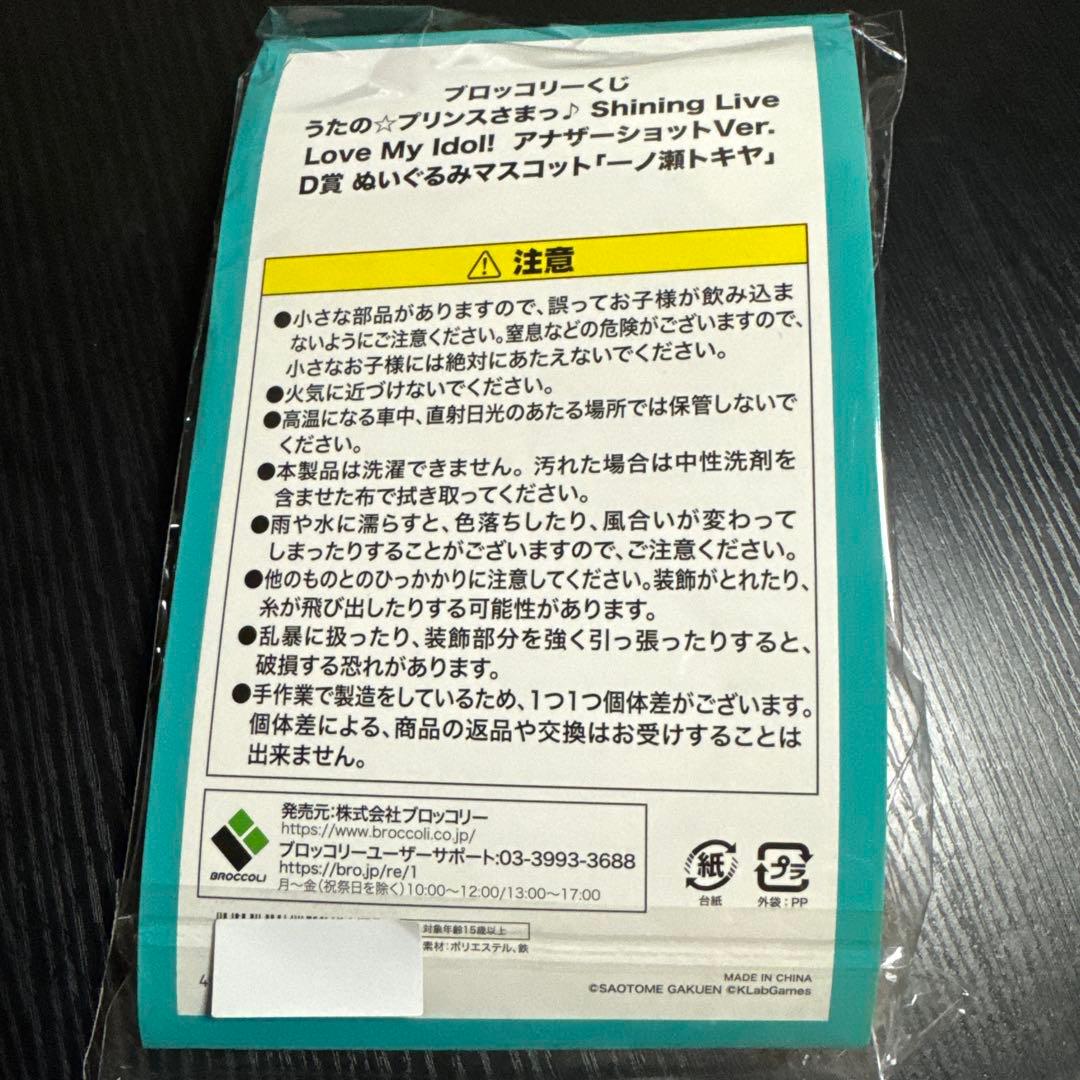 ブロッコリーくじ
うたの☆プリンスさまっ♪ Shining Live
Love My Idol! アナザーショットVer.
D賞 ぬいぐるみマスコット「一ノ瀬トキヤ」
注意
●小さな部品がありますので、誤ってお子様が飲み込ま
ないようにご注意ください。窒息などの危険がございますので、
小さなお子様には絶対にあたえないでください。
●火気に近づけないでください。
●高温になる車中、直射日光のあたる場所では保管しないで
ください。
●本製品は洗濯できません。汚れた場合は中性洗剤を
含ませた布で拭き取ってください。
●雨や水に濡らすと、色落ちしたり、風合いが変わって
しまったりすることがございますので、ご注意ください。
●他のものとのひっかかりに注意してください。装飾がとれたり、
糸が飛び出したりする可能性があります。
●乱暴に扱ったり、装飾部分を強く引っ張ったりすると、
破損する恐れがあります。
●手作業で製造をしているため、1つ1つ個体差がございます。
個体差による、商品の返品や交換はお受けすることは
出来ません。
発売元:株式会社ブロッコリー
https://www.broccoli.co.jp/
ブロッコリーユーザーサポート:03-3993-3688
https://bro.jp/re/1
月〜金(祝祭日を除く)10:00〜12:00/13:00〜17:00
BROCCOLI
紙
台紙
プラ
外袋:PP
対象年齢15歳以上
素材:ポリエステル、鉄
4
MADE IN CHINA
©SAOTOME GAKUEN ©KLabGames